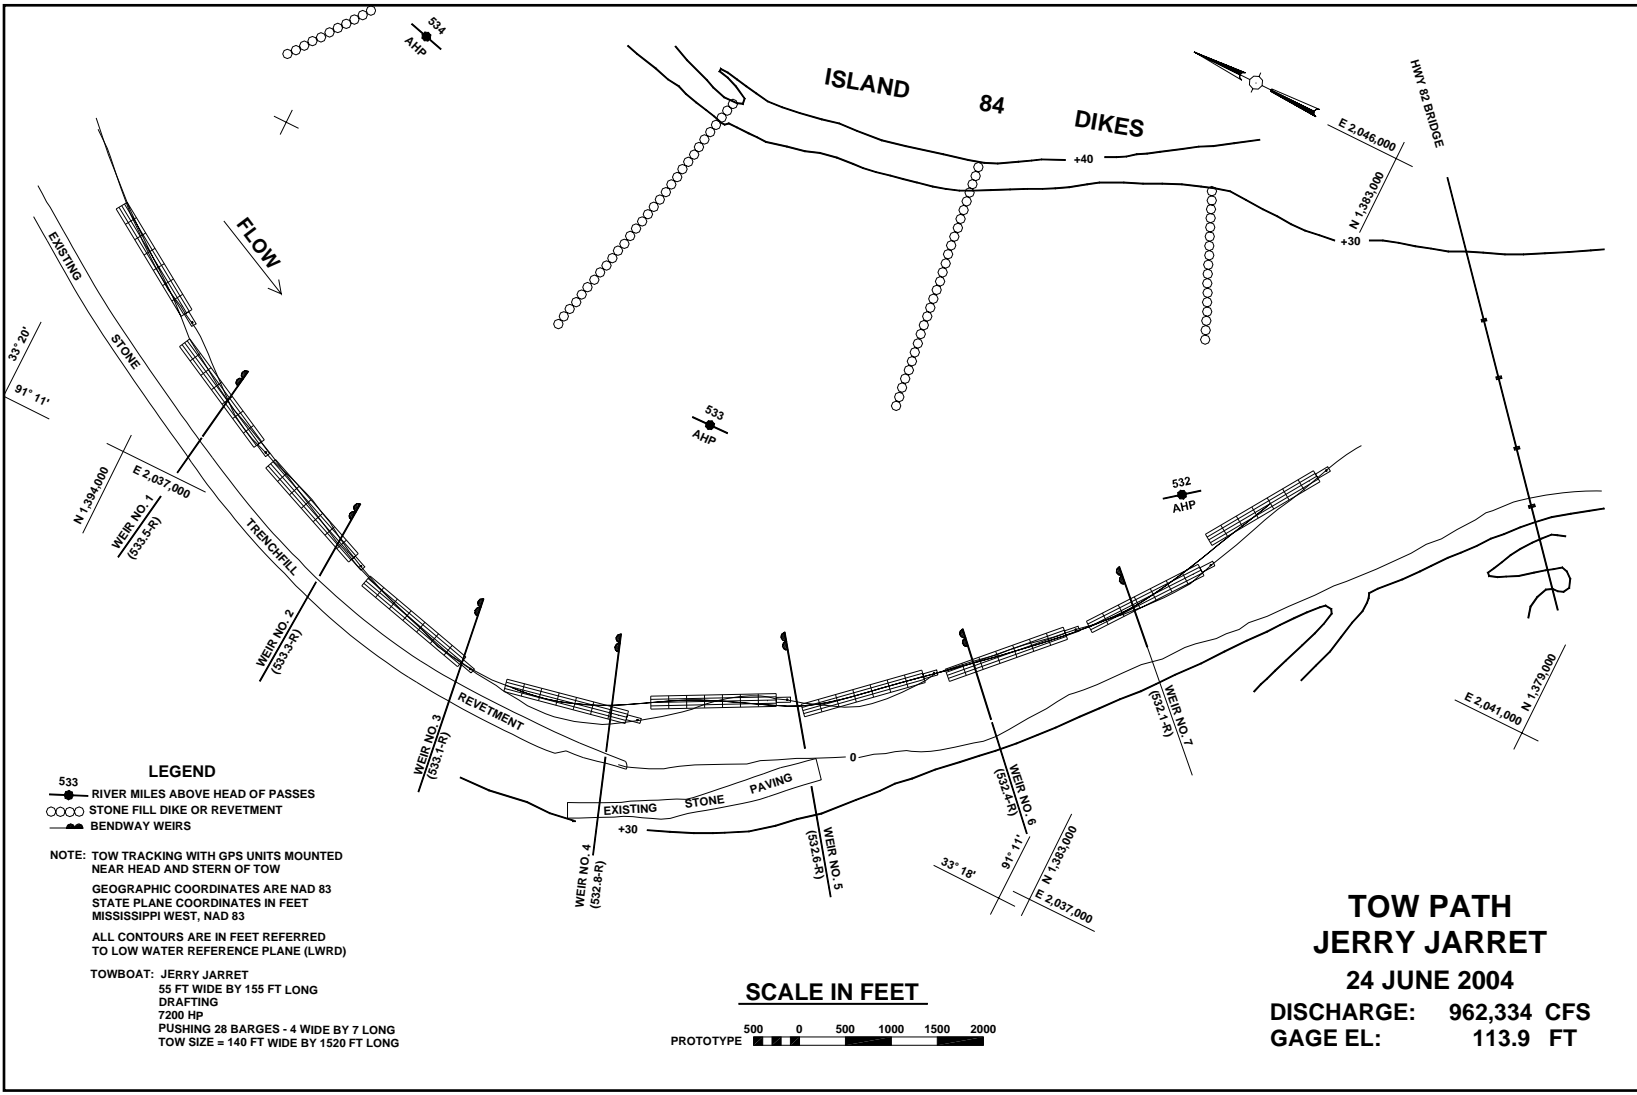 534
AHP
ISLAND 84 DIKES
HWY 82 BRIDGE
E 2,046,000
N 1,383,000
+40
+30
FLOW
EXISTING
STONE
TRENCHFILL
REVETMENT
33° 20'
91° 11'
N 1,394,000
E 2,037,000
WEIR NO. 1
(533.5-R)
WEIR NO. 2
(533.3-R)
WEIR NO. 3
(533.1-R)
WEIR NO. 4
(532.8-R)
WEIR NO. 5
(532.6-R)
WEIR NO. 6
(532.4-R)
WEIR NO. 7
(532.1-R)
533
AHP
532
AHP
0
EXISTING STONE PAVING
+30
E 2,041,000
N 1,379,000
33° 18'
91° 11'
N 1,383,000
E 2,037,000
LEGEND
533
RIVER MILES ABOVE HEAD OF PASSES
STONE FILL DIKE OR REVETMENT
BENDWAY WEIRS
NOTE: TOW TRACKING WITH GPS UNITS MOUNTED
NEAR HEAD AND STERN OF TOW
GEOGRAPHIC COORDINATES ARE NAD 83
STATE PLANE COORDINATES IN FEET
MISSISSIPPI WEST, NAD 83
ALL CONTOURS ARE IN FEET REFERRED
TO LOW WATER REFERENCE PLANE (LWRD)
TOWBOAT: JERRY JARRET
55 FT WIDE BY 155 FT LONG
DRAFTING
7200 HP
PUSHING 28 BARGES - 4 WIDE BY 7 LONG
TOW SIZE = 140 FT WIDE BY 1520 FT LONG
SCALE IN FEET
500 0 500 1000 1500 2000
PROTOTYPE
TOW PATH
JERRY JARRET
24 JUNE 2004
DISCHARGE: 962,334 CFS
GAGE EL: 113.9 FT